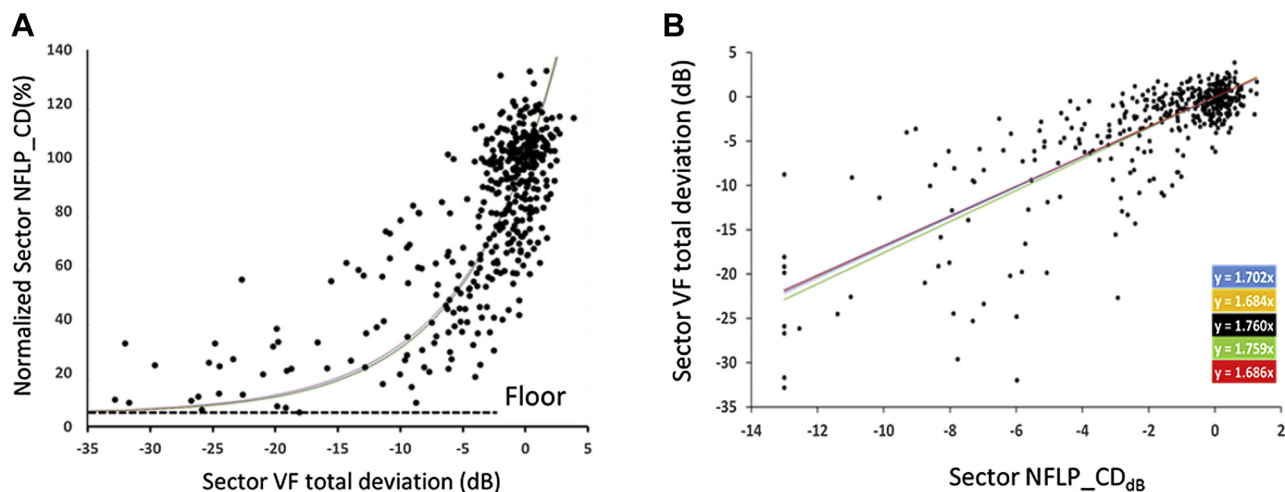 A
Normalized Sector NFLP_CD(%)
140
120
100
80
60
40
20
0
Floor
-35 -30 -25 -20 -15 -10 -5 0 5
Sector VF total deviation (dB)
B
Sector VF total deviation (dB)
5
0
-5
-10
-15
-20
-25
-30
-35
y = 1.702x
y = 1.684x
y = 1.760x
y = 1.759x
y = 1.686x
-14 -12 -10 -8 -6 -4 -2 0 2
Sector NFLP_CDdB